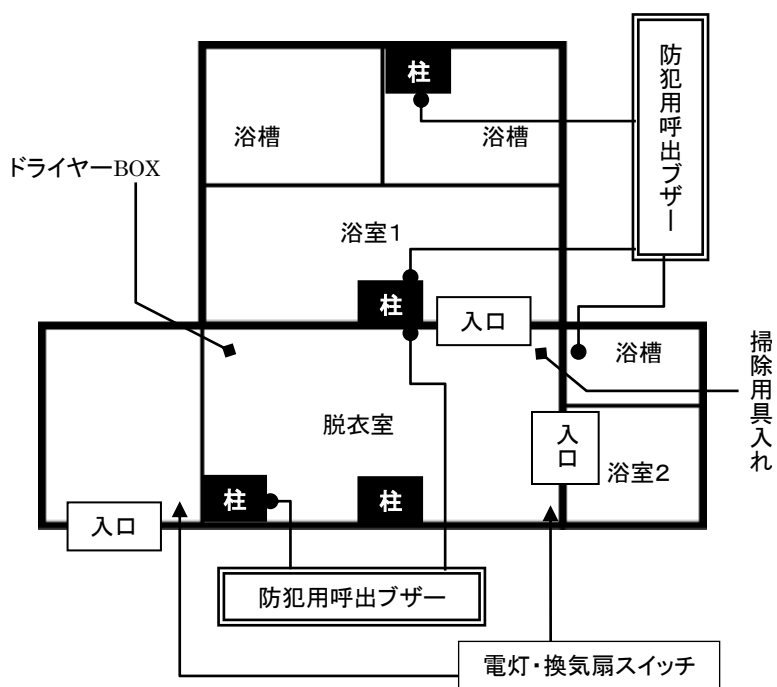 柱
防犯用呼出ブザー
浴槽
浴槽
ドライヤーBOX
浴室1
柱
入口
浴槽
掃除用具入れ
脱衣室
入口
浴室2
柱
柱
入口
防犯用呼出ブザー
電灯・換気扇スイッチ